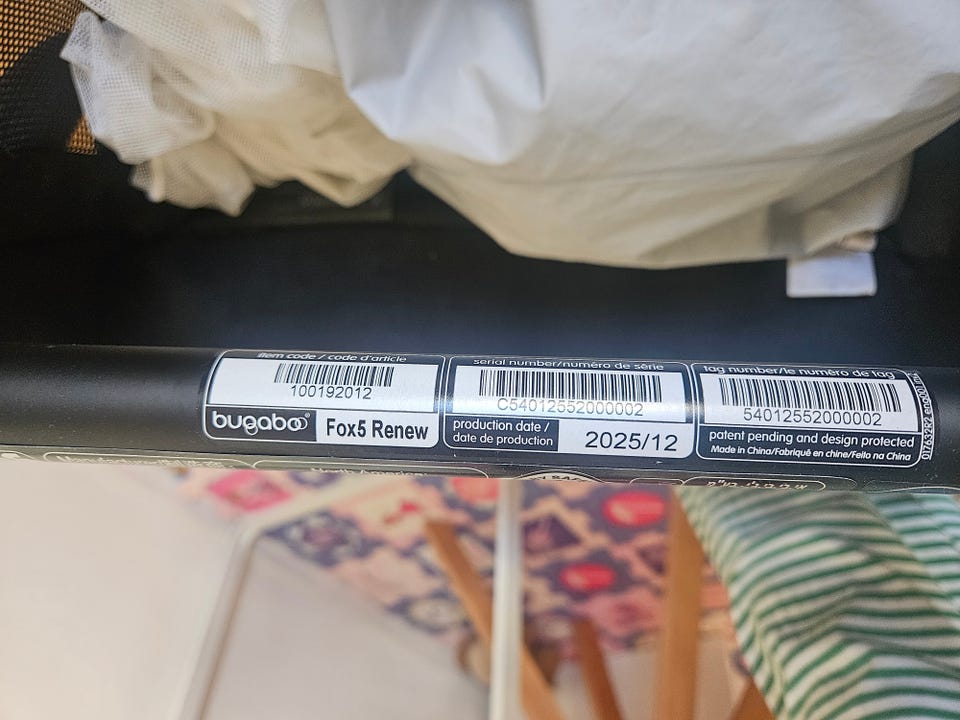 item code / code d'article
100192012
bugaboo®
Fox5 Renew
serial number/numéro de série
C54012552000002
production date /
date de production
2025/12
tag number/le numéro de tag
54012552000002
patent pending and design protected
Made in China/Fabriqué en chine/Feito na China
North America